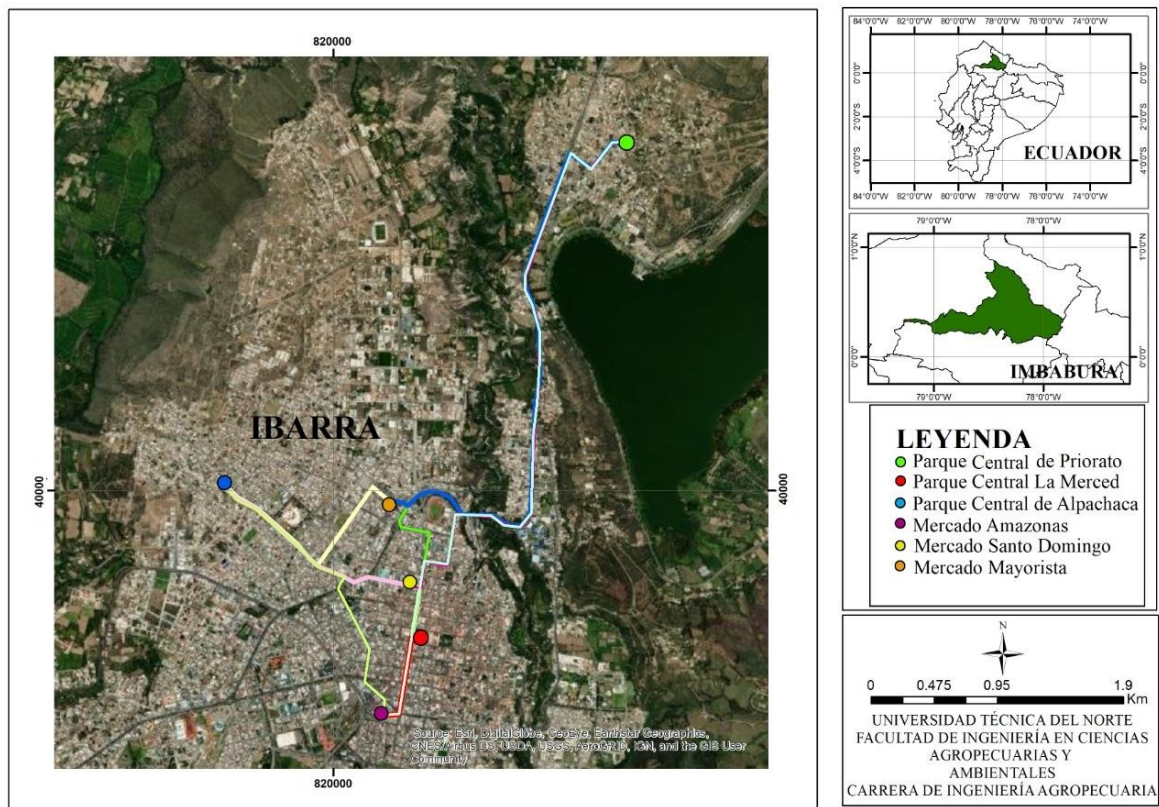 820000
40000
40000
820000
IBARRA
Source: Esri, DigitalGlobe, GeoEye, Earthstar Geographics,
CNES/Airbus DS, USDA, USGS, AeroGRID, IGN, and the GIS User
Community
84°0'0"W 82°0'0"W 80°0'0"W 78°0'0"W 76°0'0"W 74°0'0"W
0°0'0" 0°0'0"
2°0'0"S 2°0'0"S
4°0'0"S 4°0'0"S
ECUADOR
84°0'0"W 82°0'0"W 80°0'0"W 78°0'0"W 76°0'0"W 74°0'0"W
79°0'0"W 78°0'0"W
1°0'0"N 1°0'0"N
0°0'0" 0°0'0"
IMBABURA
79°0'0"W 78°0'0"W
LEYENDA
Parque Central de Priorato
Parque Central La Merced
Parque Central de Alpachaca
Mercado Amazonas
Mercado Santo Domingo
Mercado Mayorista
N
0 0.475 0.95 1.9
Km
UNIVERSIDAD TÉCNICA DEL NORTE
FACULTAD DE INGENIERÍA EN CIENCIAS
AGROPECUARIAS Y
AMBIENTALES
CARRERA DE INGENIERÍA AGROPECUARIA